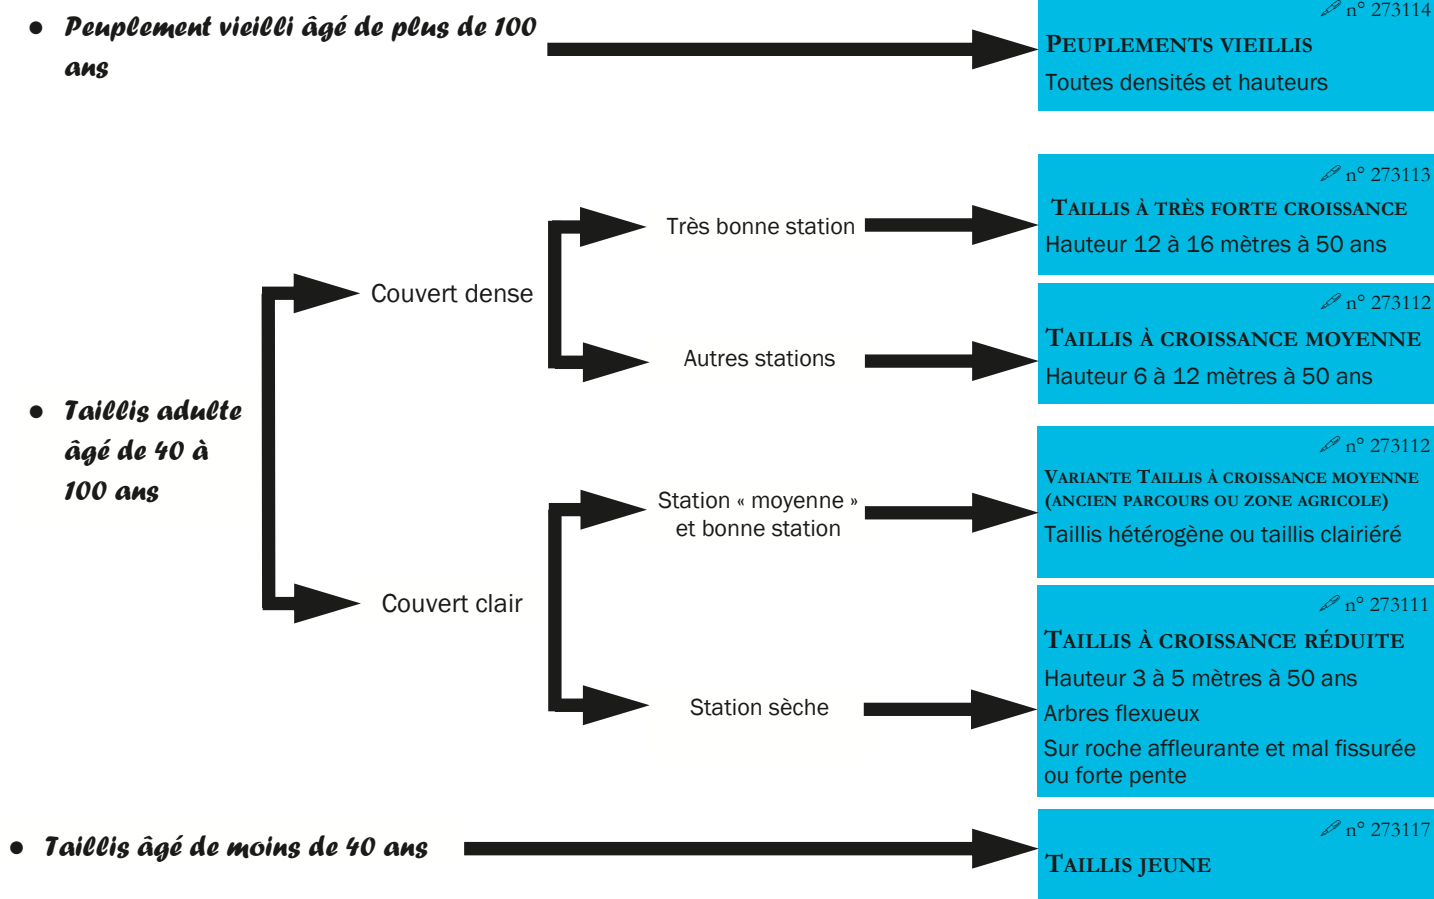 ● Peuplement vieilli âgé de plus de 100
ans
n° 273114
PEUPLEMENTS VIEILLIS
Toutes densités et hauteurs
n° 273113
TAILLIS À TRÈS FORTE CROISSANCE
Hauteur 12 à 16 mètres à 50 ans
Très bonne station
Couvert dense
n° 273112
TAILLIS À CROISSANCE MOYENNE
Hauteur 6 à 12 mètres à 50 ans
Autres stations
● Taillis adulte
âgé de 40 à
100 ans
n° 273112
VARIANTE TAILLIS À CROISSANCE MOYENNE
(ANCIEN PARCOURS OU ZONE AGRICOLE)
Taillis hétérogène ou taillis clairiéré
Station « moyenne »
et bonne station
Couvert clair
n° 273111
TAILLIS À CROISSANCE RÉDUITE
Hauteur 3 à 5 mètres à 50 ans
Arbres flexueux
Sur roche affleurante et mal fissurée
ou forte pente
Station sèche
● Taillis âgé de moins de 40 ans
n° 273117
TAILLIS JEUNE